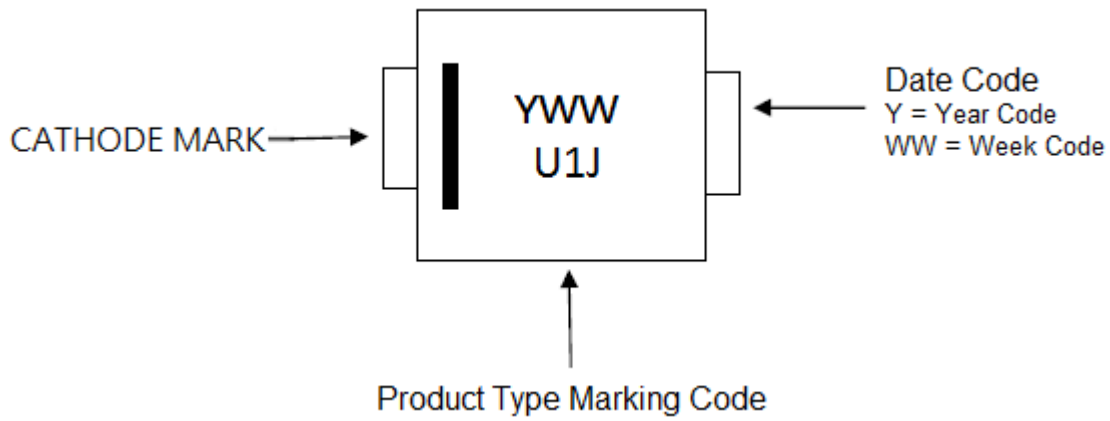 CATHODE MARK
YWW
U1J
Date Code
Y = Year Code
WW = Week Code
Product Type Marking Code